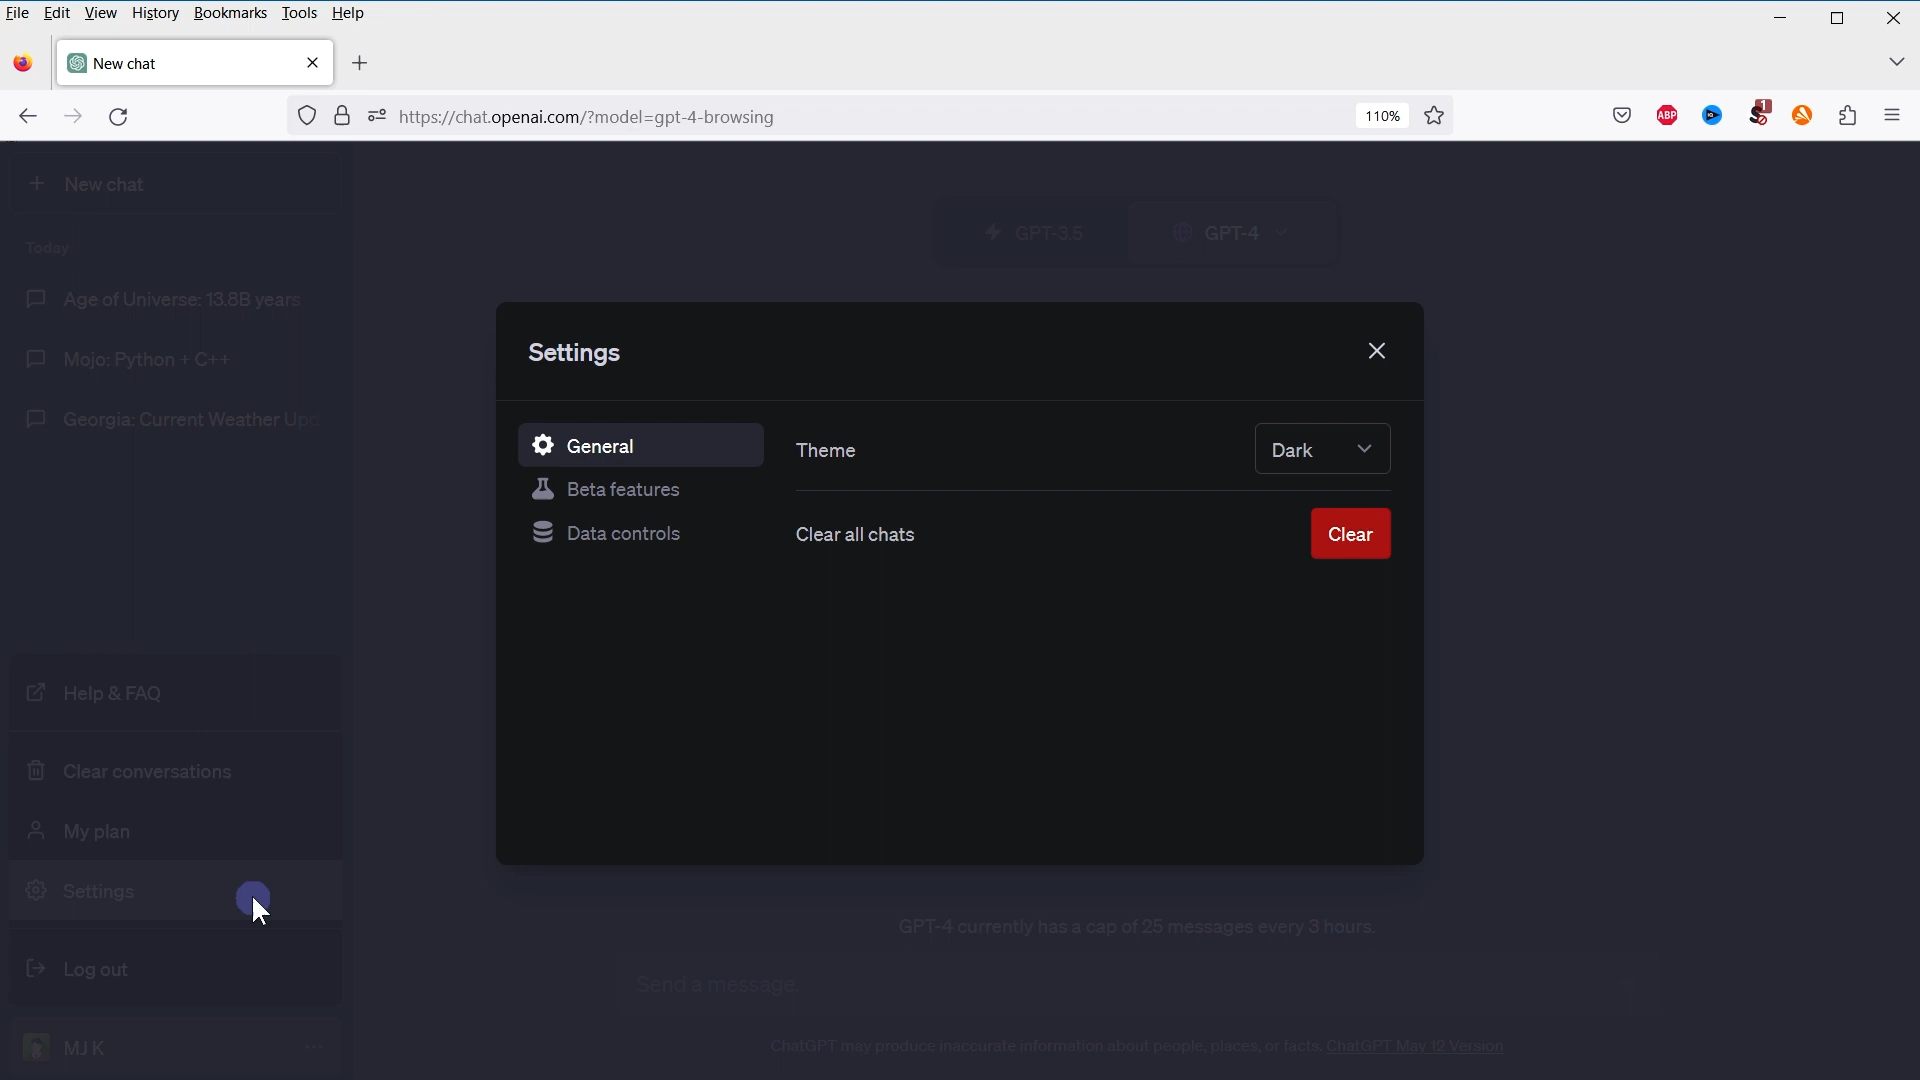 File Edit View History Bookmarks Tools Help
New chat
https://chat.openai.com/?model=gpt-4-browsing
110%
ABP
1
New chat
GPT-3.5
GPT-4
Today
Age of Universe: 13.8B years
Mojo: Python + C++
Georgia: Current Weather Upd
Settings
General
Beta features
Data controls
Theme
Dark
Clear all chats
Clear
Help & FAQ
Clear conversations
My plan
Settings
Log out
MJ K
GPT-4 currently has a cap of 25 messages every 3 hours.
Send a message.
ChatGPT may produce inaccurate information about people, places, or facts. ChatGPT May 12 Version